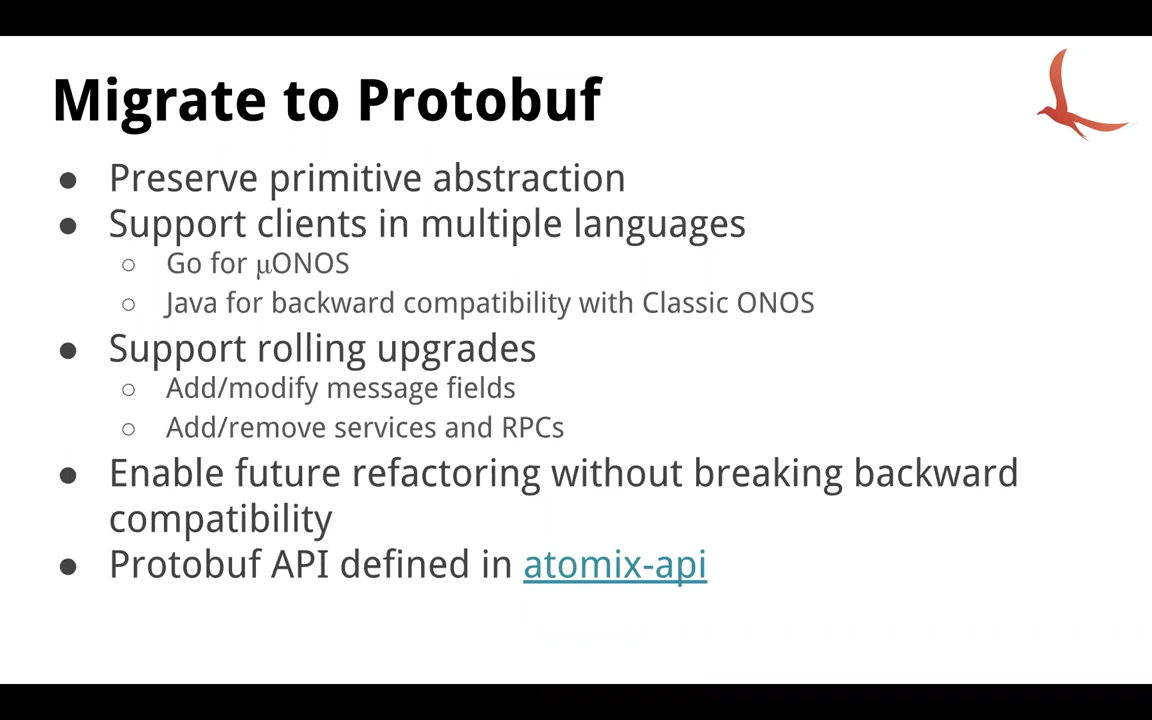 Migrate to Protobuf
● Preserve primitive abstraction
● Support clients in multiple languages
○ Go for μONOS
○ Java for backward compatibility with Classic ONOS
● Support rolling upgrades
○ Add/modify message fields
○ Add/remove services and RPCs
● Enable future refactoring without breaking backward
compatibility
● Protobuf API defined in atomix-api